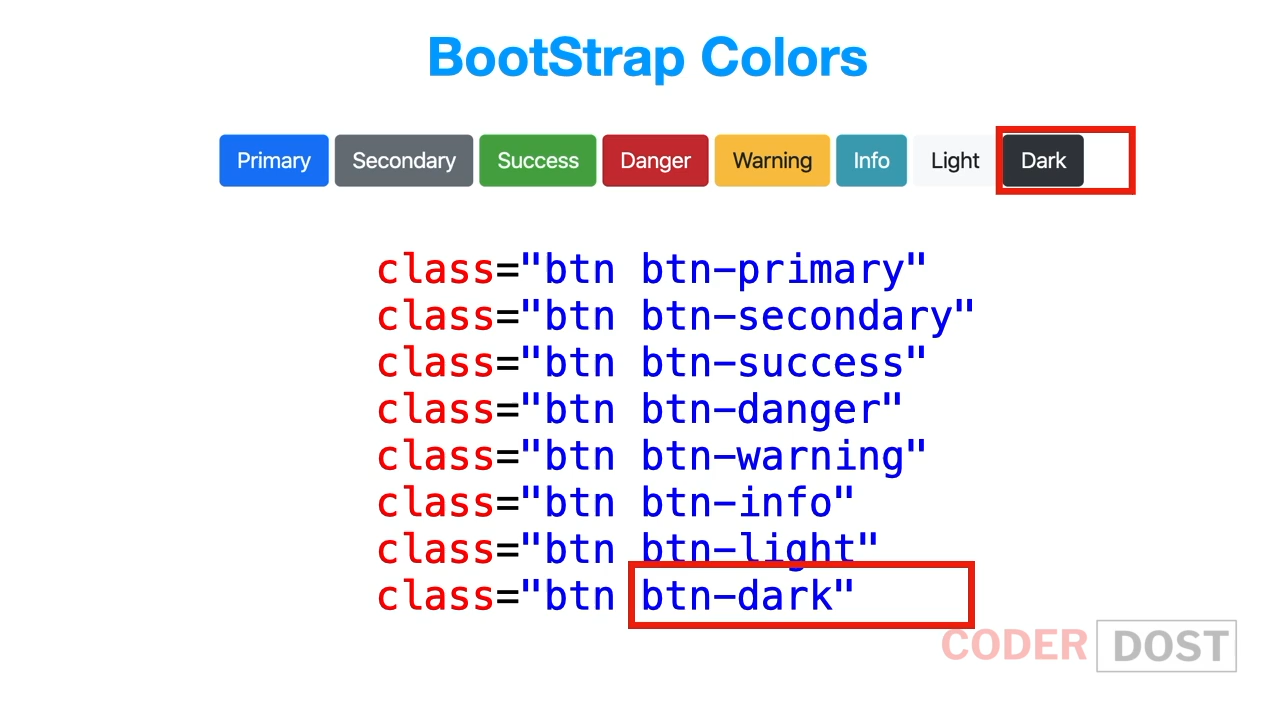 BootStrap Colors
Primary Secondary Success Danger Warning Info Light Dark
class="btn btn-primary"
class="btn btn-secondary"
class="btn btn-success"
class="btn btn-danger"
class="btn btn-warning"
class="btn btn-info"
class="btn btn-light"
class="btn btn-dark"
CODER DOST